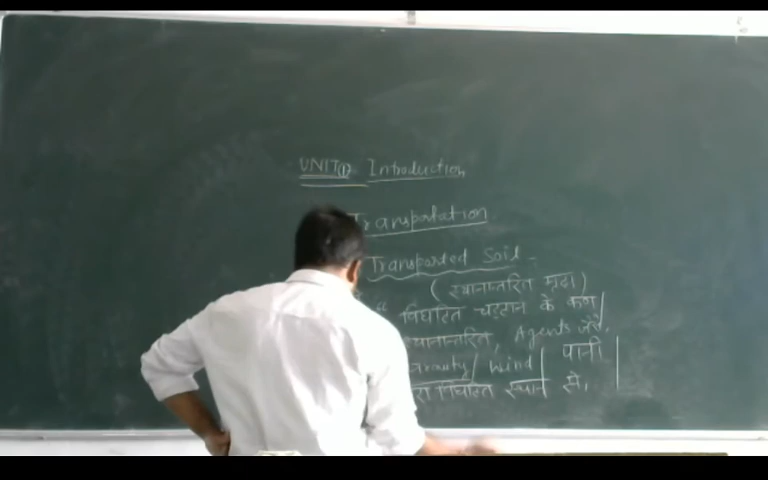 UNIT① Introduction
Transportation
Transported Soil -
(स्थानान्तरित मृदा)
" विघटित चट्टान के कण
स्थानान्तरित, Agents जैसे,
Gravity / Wind / पानी
विघटित स्थान से,